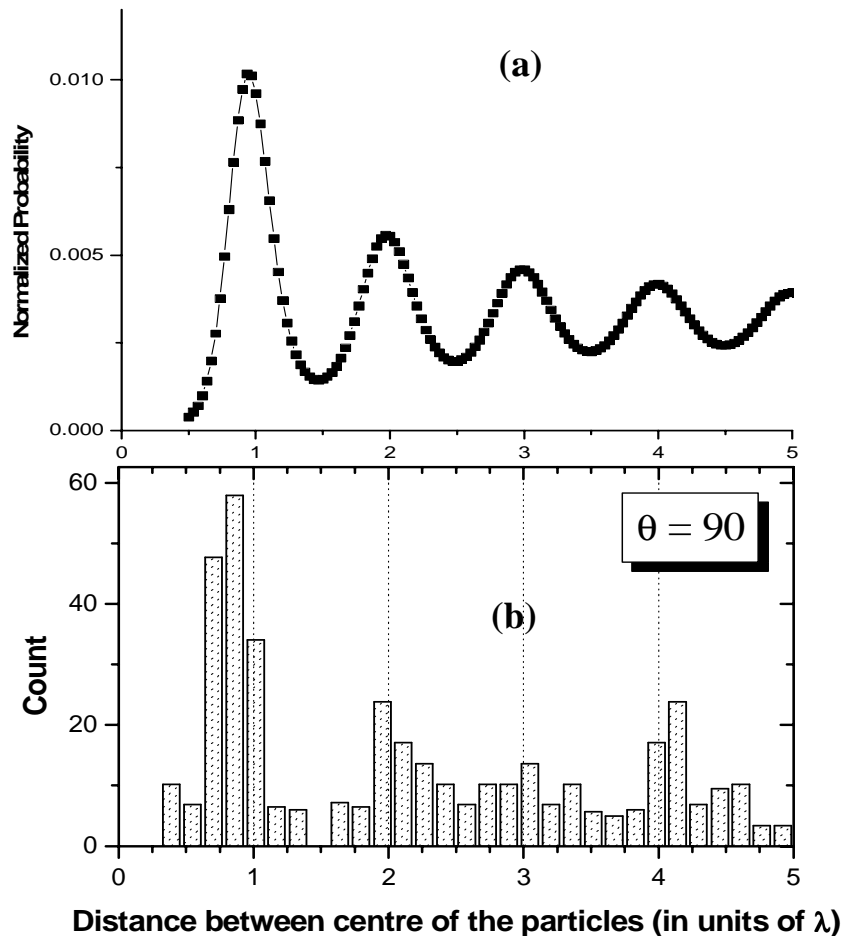 (a)
Normalized Probability
0.010
0.005
0.000
0 1 2 3 4 5
θ = 90
(b)
Count
60
40
20
0
0 1 2 3 4 5
Distance between centre of the particles (in units of λ)